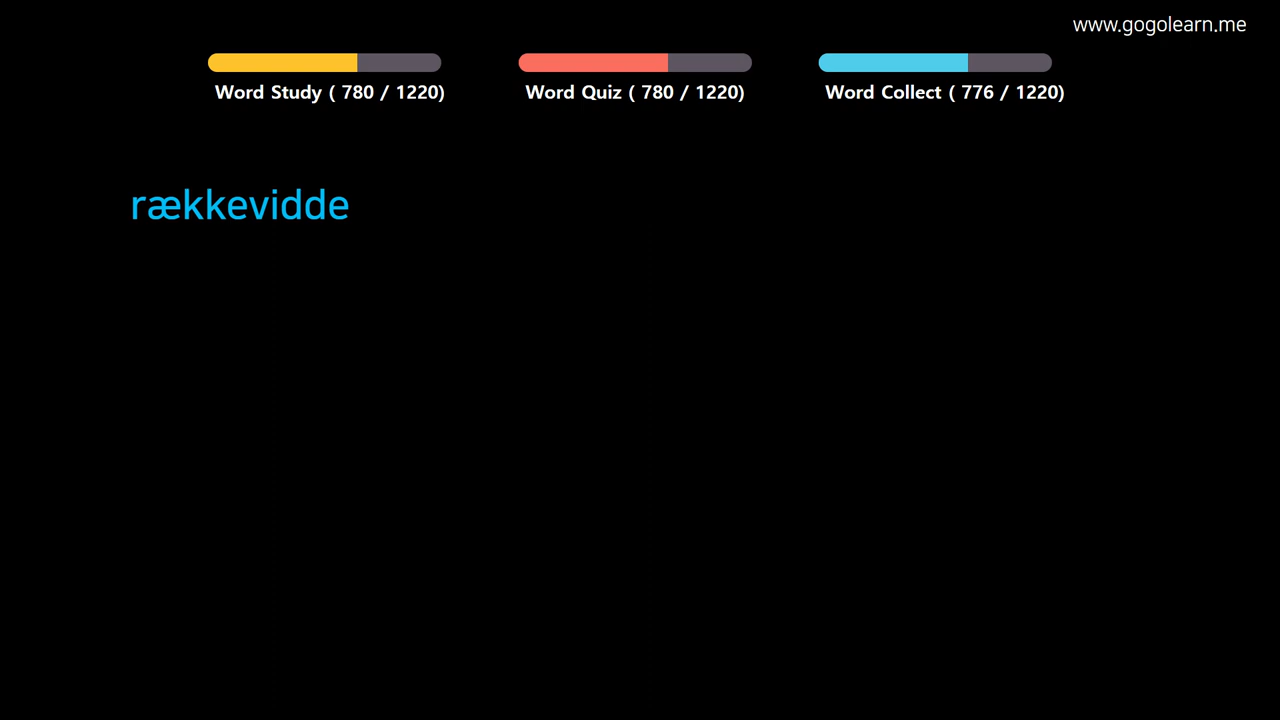 www.gogolearn.me
Word Study ( 780 / 1220)
Word Quiz ( 780 / 1220)
Word Collect ( 776 / 1220)
rækkevidde